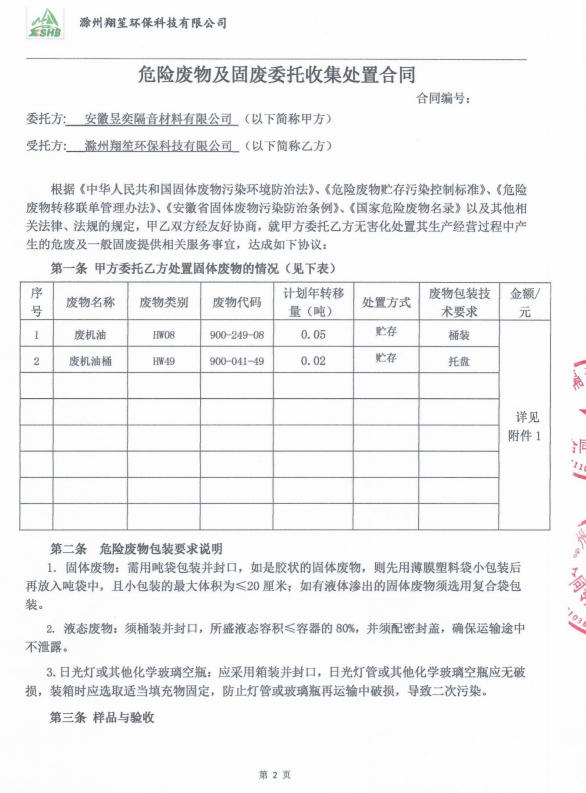 XSHB
滁州翔笙环保科技有限公司
危险废物及固废委托收集处置合同
合同编号：
委托方：安徽昱奕隔音材料有限公司（以下简称甲方）
受托方：滁州翔笙环保科技有限公司（以下简称乙方）
根据《中华人民共和国固体废物污染环境防治法》、《危险废物贮存污染控制标准》、《危险
废物转移联单管理办法》、《安徽省固体废物污染防治条例》、《国家危险废物名录》以及其他相
关法律、法规的规定，甲乙双方经友好协商，就甲方委托乙方无害化处置其生产经营过程中产
生的危废及一般固废提供相关服务事宜，达成如下协议：
第一条 甲方委托乙方处置固体废物的情况（见下表）
序号 废物名称 废物类别 废物代码 计划年转移量（吨） 处置方式 废物包装技术要求 金额/元
1 废机油 HW08 900-249-08 0.05 贮存 桶装
2 废机油桶 HW49 900-041-49 0.02 贮存 托盘
详见
附件 1
第二条 危险废物包装要求说明
1. 固体废物：需用吨袋包装并封口，如是胶状的固体废物，则先用薄膜塑料袋小包装后
再放入吨袋中，且小包装的最大体积为≤20 厘米；如有液体渗出的固体废物须选用复合袋包
装。
2. 液态废物：须桶装并封口，所盛液态容积≤容器的 80%，并须配密封盖，确保运输途中
不泄露。
3.日光灯或其他化学玻璃空瓶：应采用箱装并封口，日光灯管或其他化学玻璃空瓶应无破
损，装箱时应选取适当填充物固定，防止灯管或玻璃瓶再运输中破损，导致二次污染。
第三条 样品与验收
第 2 页